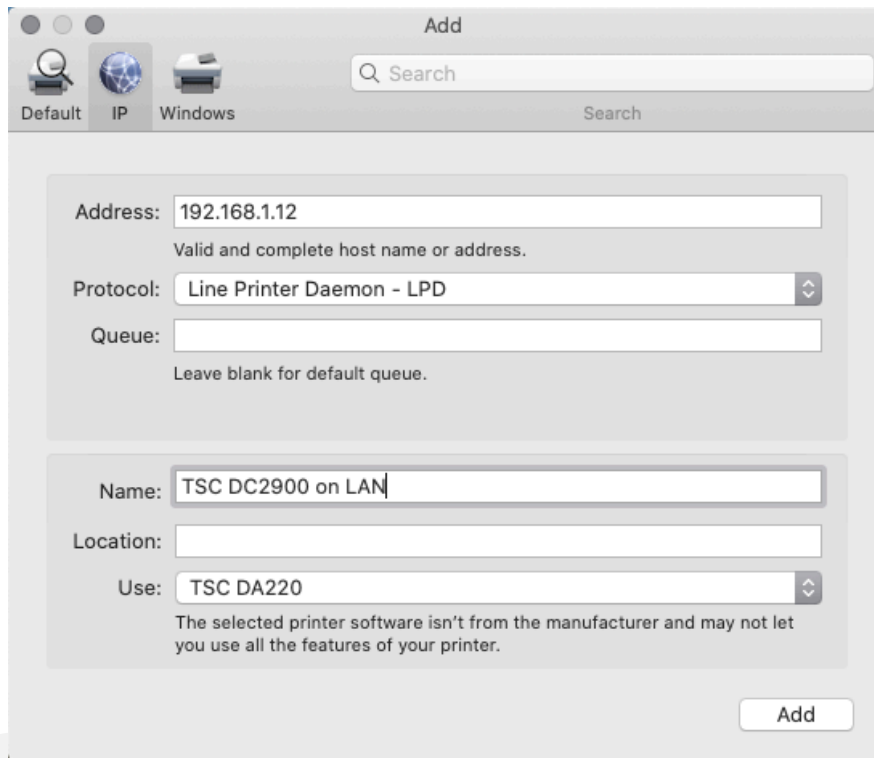 Add
Search
Default IP Windows
Search
Address: 192.168.1.12
Valid and complete host name or address.
Protocol: Line Printer Daemon - LPD
Queue:
Leave blank for default queue.
Name: TSC DC2900 on LAN
Location:
Use: TSC DA220
The selected printer software isn't from the manufacturer and may not let
you use all the features of your printer.
Add